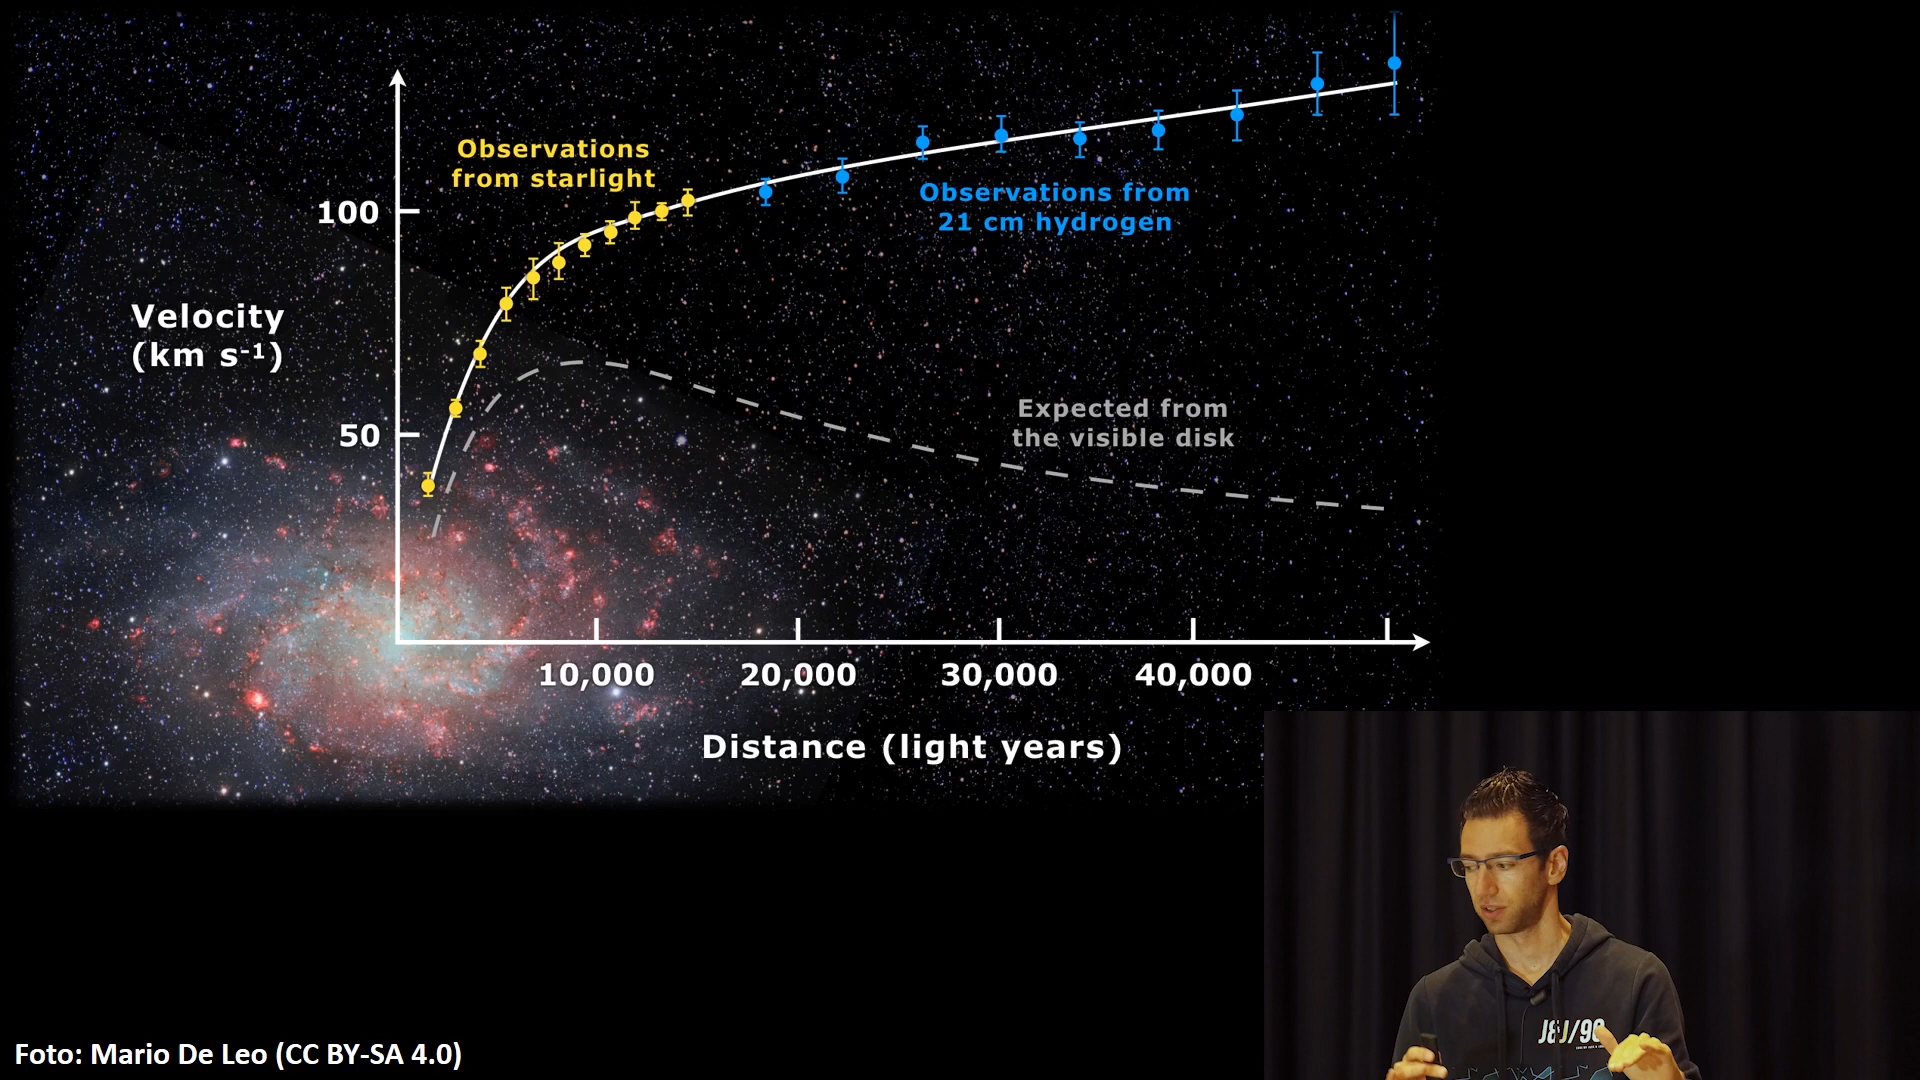 Observations
from starlight
100
Observations from
21 cm hydrogen
Velocity
(km s-1)
Expected from
the visible disk
50
10,000
20,000
30,000
40,000
Distance (light years)
J&J/90
Foto: Mario De Leo (CC BY-SA 4.0)